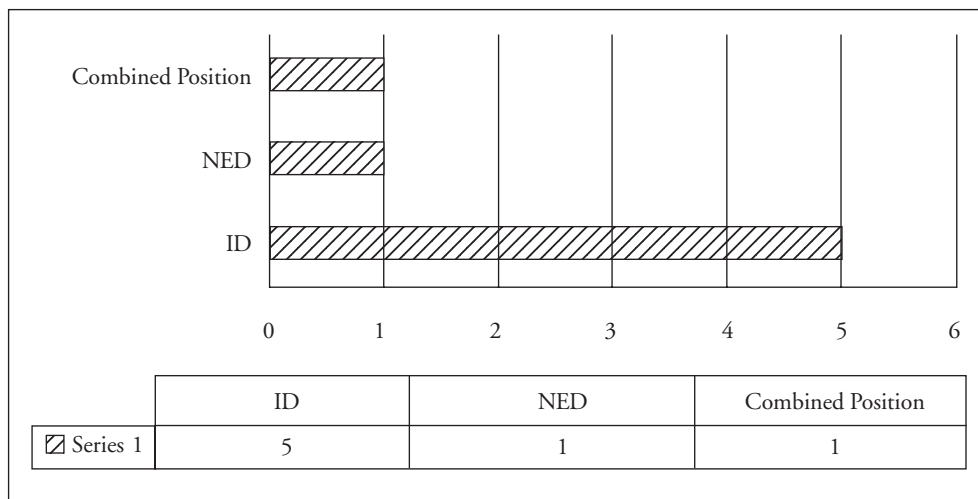 Combined Position
NED
ID
0 1 2 3 4 5 6
ID NED Combined Position
Series 1 5 1 1